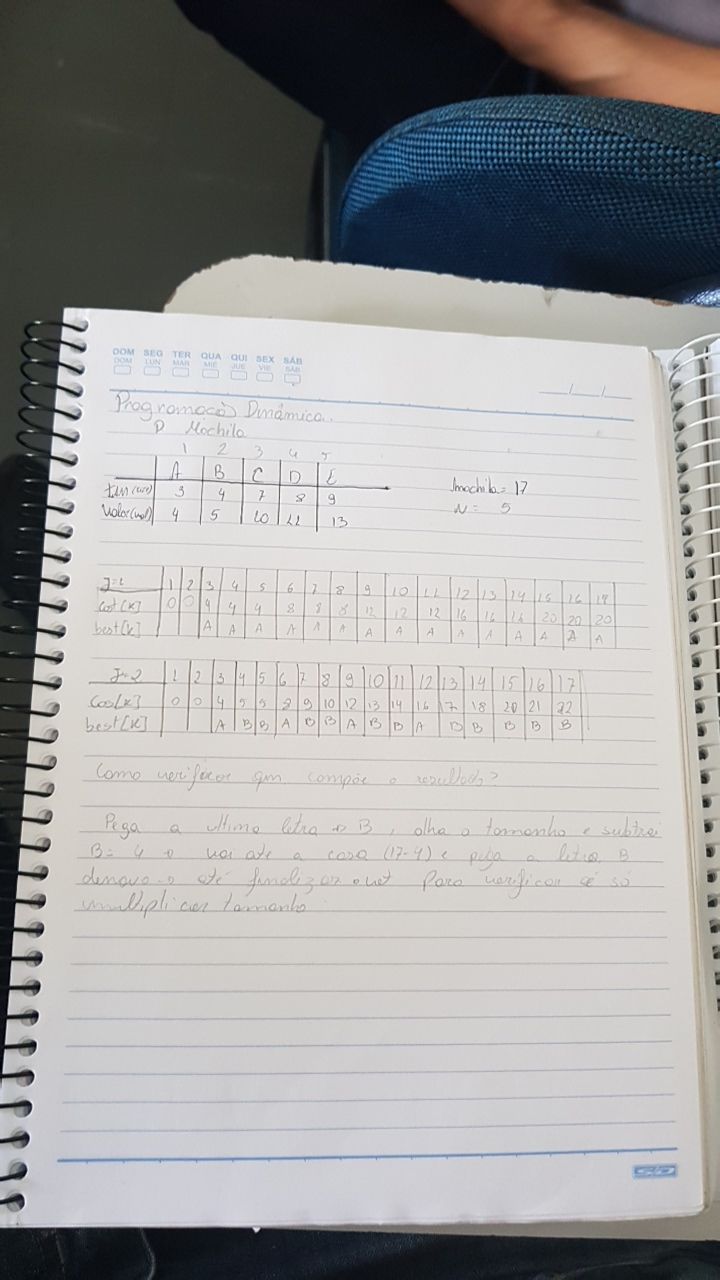 DOM SEG TER QUA QUI SEX SÁB
DOM LUN MAR MIÉ JUE VIE SÁB
__/__/__
Programação Dinâmica.
P Mochila
1 2 3 4 5
A B C D E
tam (size) 3 4 7 8 9
Valor (val) 4 5 10 11 13
Jmochila = 17
N = 5
J=1 1 2 3 4 5 6 7 8 9 10 11 12 13 14 15 16 17
cost[k] 0 0 4 4 4 8 8 8 12 12 12 16 16 16 20 20 20
best[k] A A A A A A A A A A A A A A A
J=2 1 2 3 4 5 6 7 8 9 10 11 12 13 14 15 16 17
Cos[k] 0 0 4 5 5 8 9 10 12 13 14 16 17 18 20 21 22
best[k] A B B A B B A B B A B B B B B
Como verificar qm compõe o resultado?
Pega a ultima letra B, olha o tamanho e subtrai
B = 4 e vai até a casa (17-4) e pega a letra B
denovo até finalizar Para verificar é só
multiplicar tamanho
SD